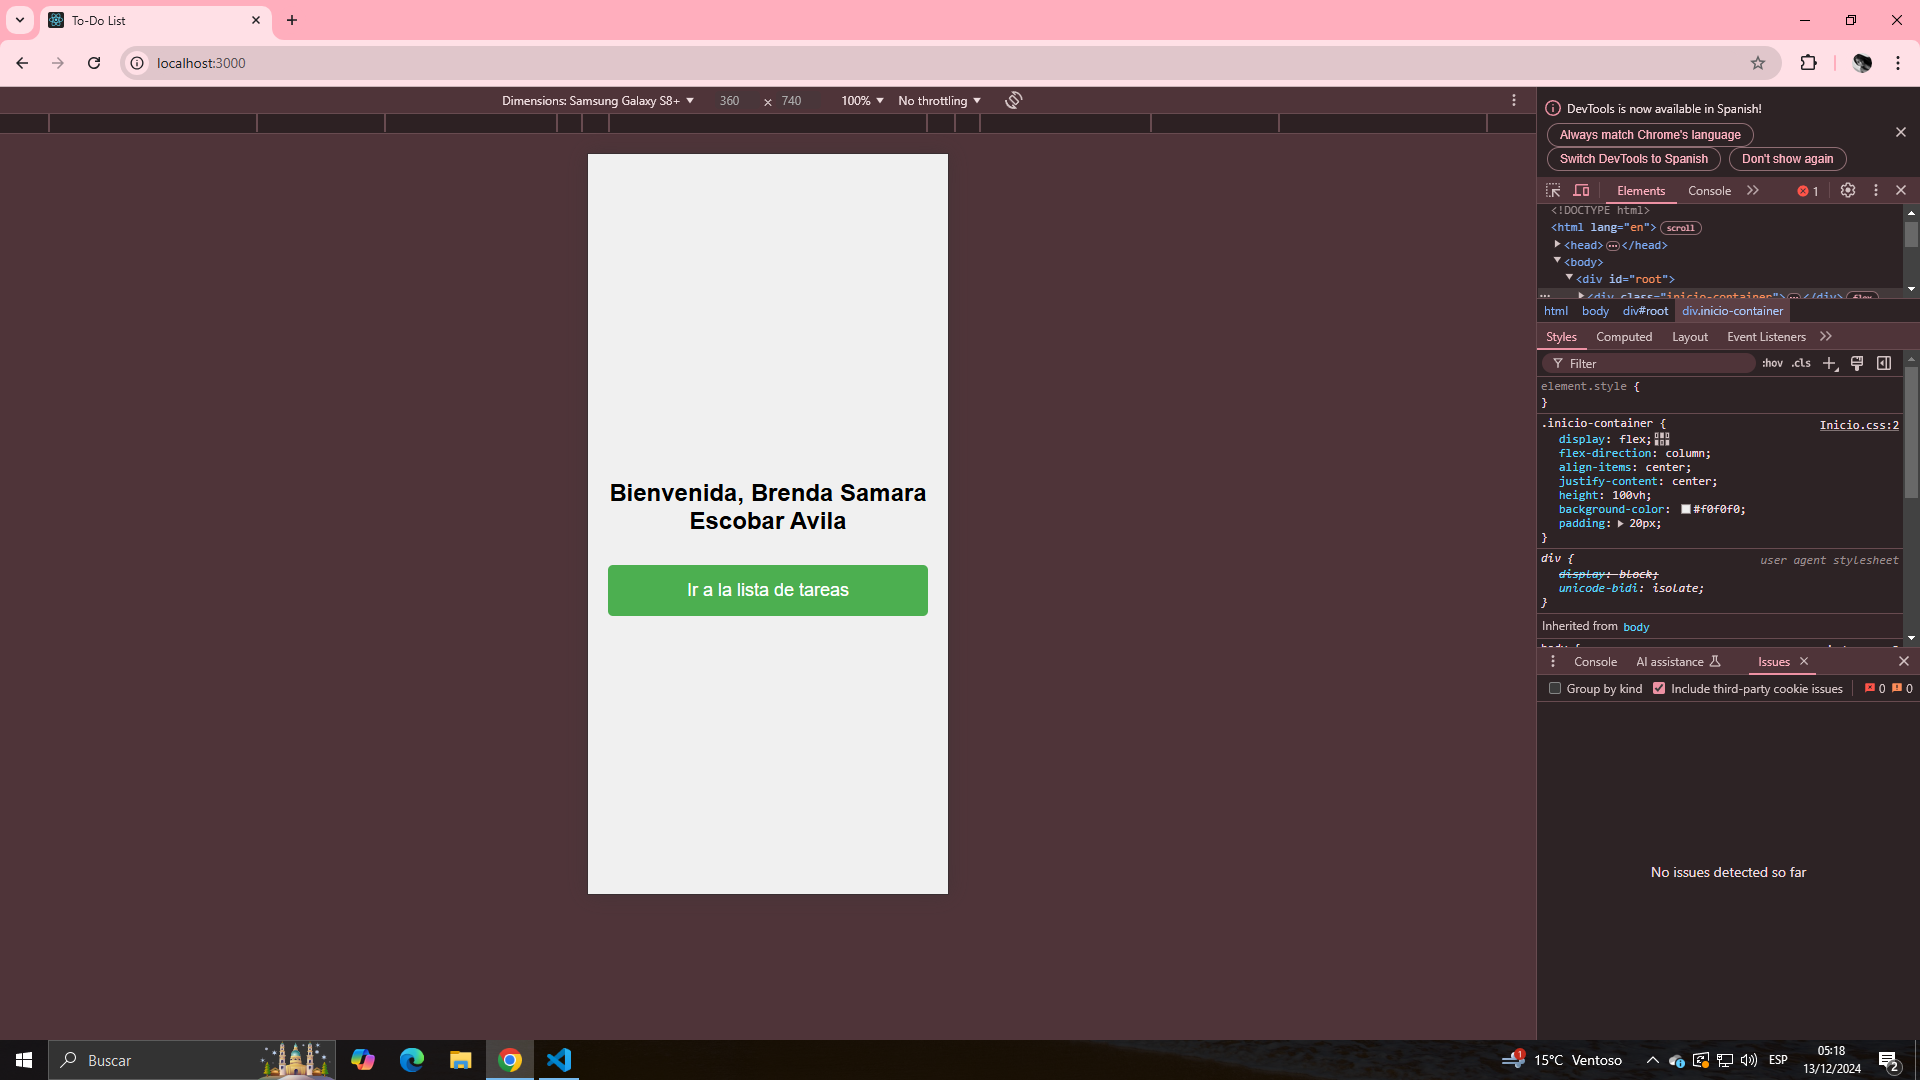 To-Do List
localhost:3000
Dimensions: Samsung Galaxy S8+ 360 × 740 100% No throttling
DevTools is now available in Spanish!
Always match Chrome's language
Switch DevTools to Spanish Don't show again
Elements Console 1
<!DOCTYPE html>
<html lang="en"> scroll
<head> </head>
<body>
<div id="root">
<div class="inicio-container"> </div> flex
html body div#root div.inicio-container
Styles Computed Layout Event Listeners
Filter :hov .cls
element.style {
}
.inicio-container { Inicio.css:2
display: flex;
flex-direction: column;
align-items: center;
justify-content: center;
height: 100vh;
background-color: #f0f0f0;
padding: 20px;
}
div { user agent stylesheet
display: block;
unicode-bidi: isolate;
}
Inherited from body
Console AI assistance Issues
Group by kind Include third-party cookie issues 0 0
No issues detected so far
Bienvenida, Brenda Samara
Escobar Avila
Ir a la lista de tareas
Buscar
1 15°C Ventoso ESP
05:18
13/12/2024
2